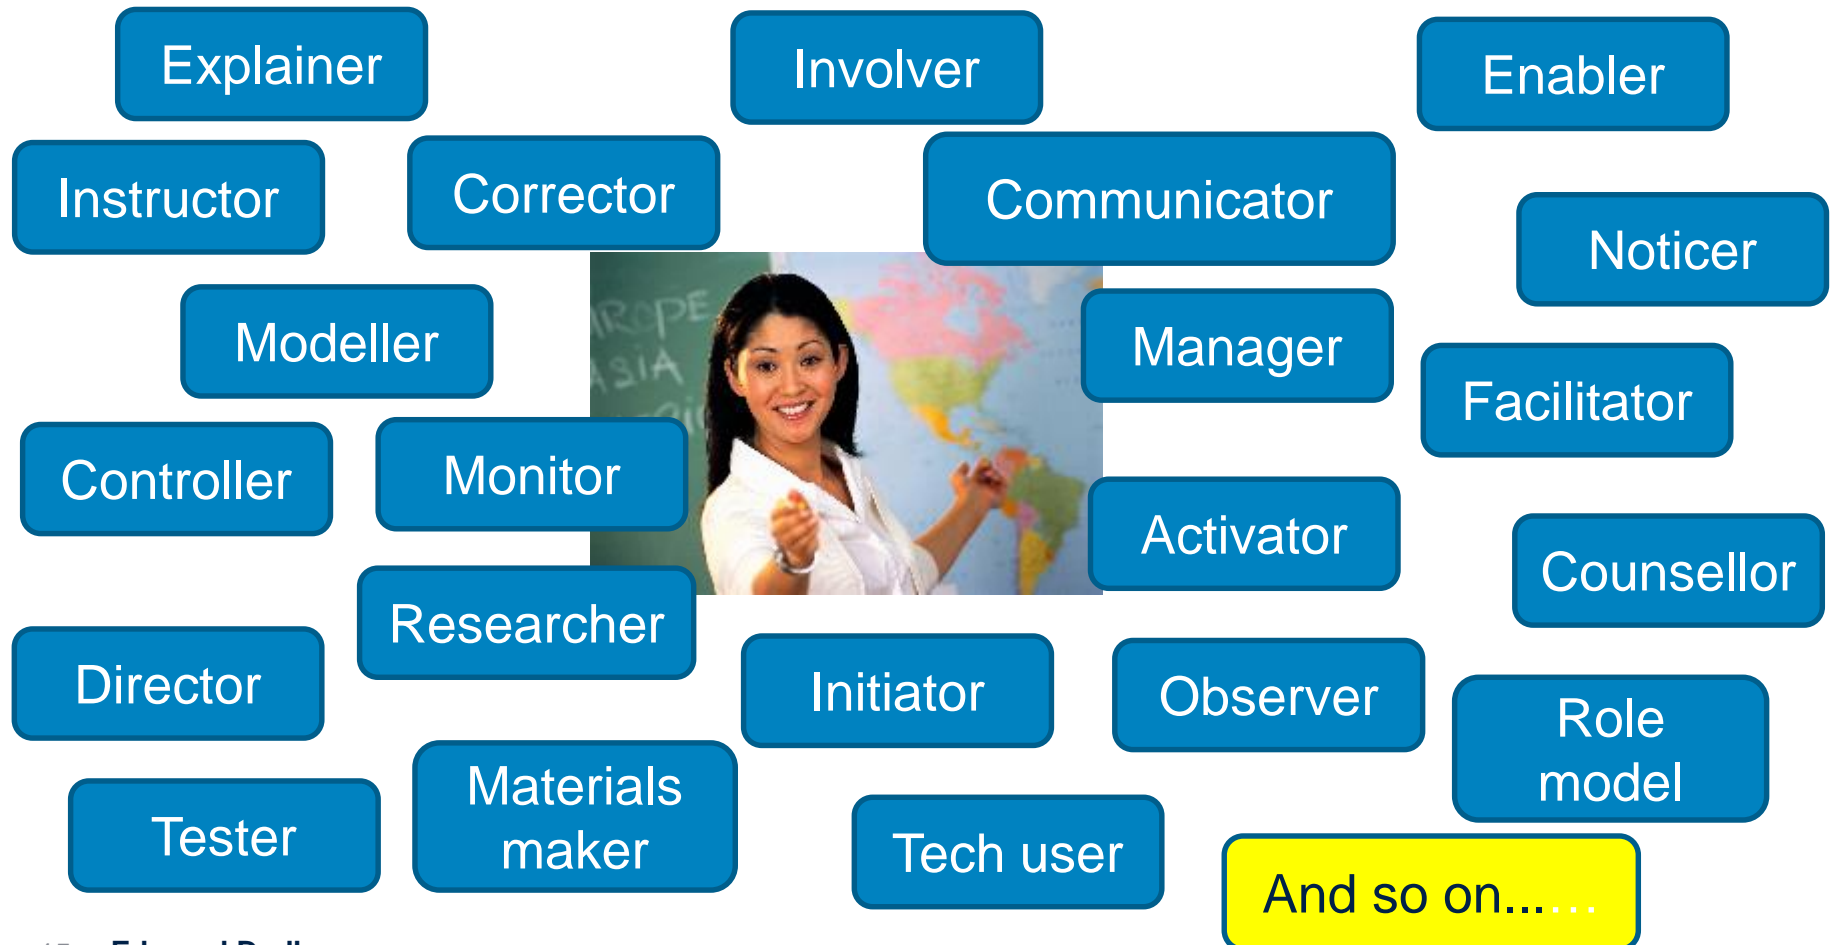 Explainer
Involver
Enabler
Instructor
Corrector
Communicator
Noticer
Modeller
Manager
Facilitator
Controller
Monitor
Activator
Counsellor
Researcher
Director
Initiator
Observer
Role
model
Tester
Materials
maker
Tech user
And so on......
ASIA